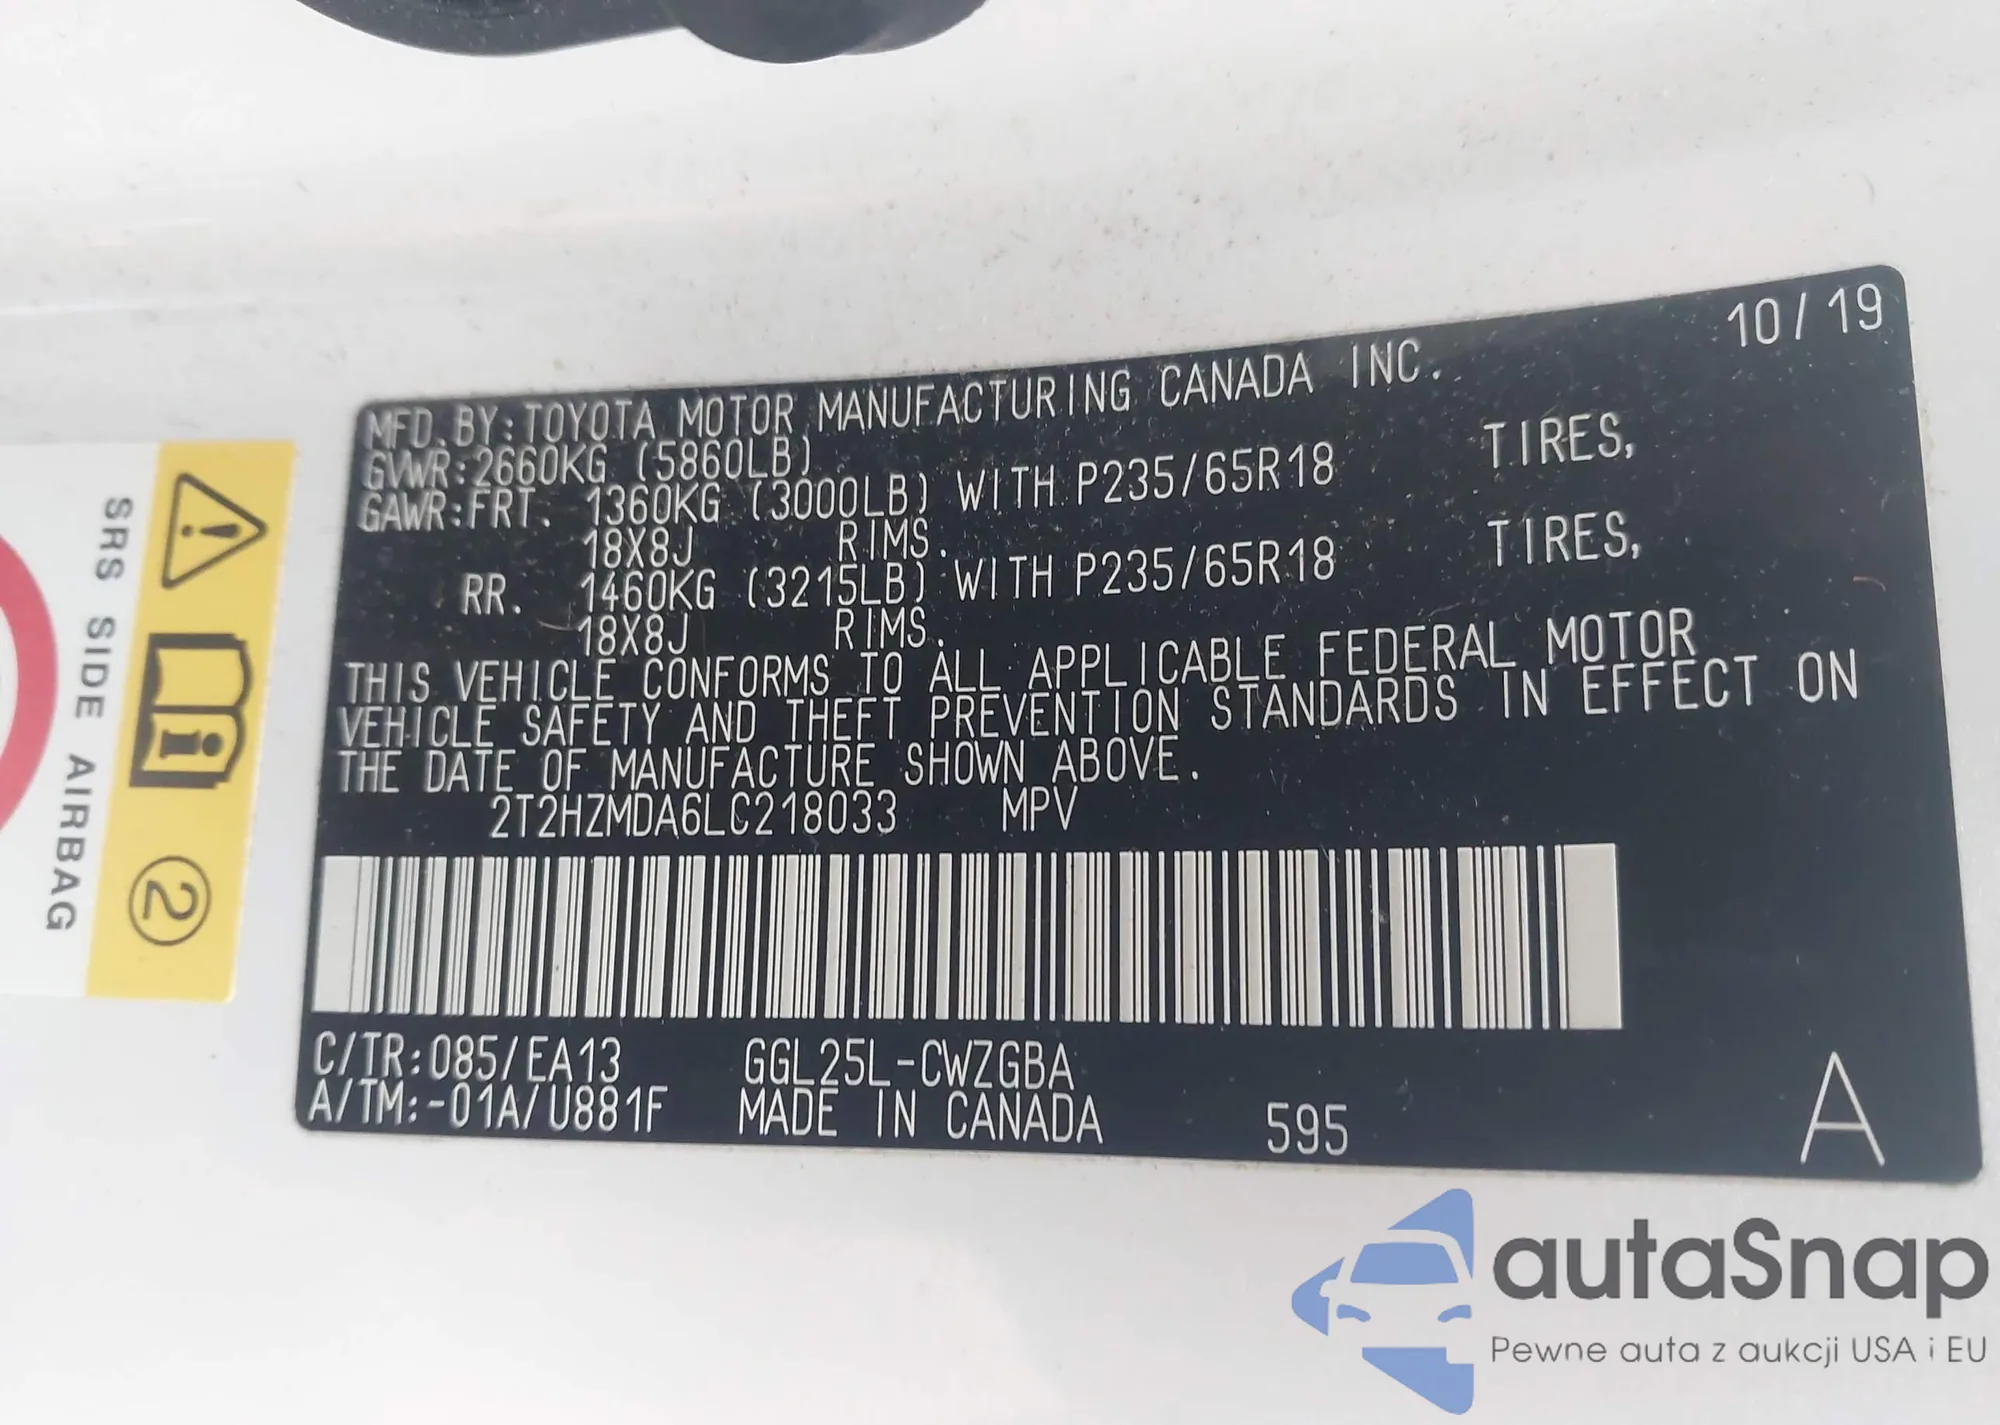 10/19
MFD.BY:TOYOTA MOTOR MANUFACTURING CANADA INC.
GVWR:2660KG (5860LB)
GAWR:FRT. 1360KG (3000LB) WITH P235/65R18 TIRES,
18X8J RIMS.
RR. 1460KG (3215LB) WITH P235/65R18 TIRES,
18X8J RIMS.
THIS VEHICLE CONFORMS TO ALL APPLICABLE FEDERAL MOTOR
VEHICLE SAFETY AND THEFT PREVENTION STANDARDS IN EFFECT ON
THE DATE OF MANUFACTURE SHOWN ABOVE.
2T2HZMDA6LC218033 MPV
C/TR:085/EA13 GGL25L-CWZGBA
A/TM:-01A/U881F MADE IN CANADA 595 A
SRS SIDE AIRBAG
2
autaSnap
Pewne auta z aukcji USA i EU